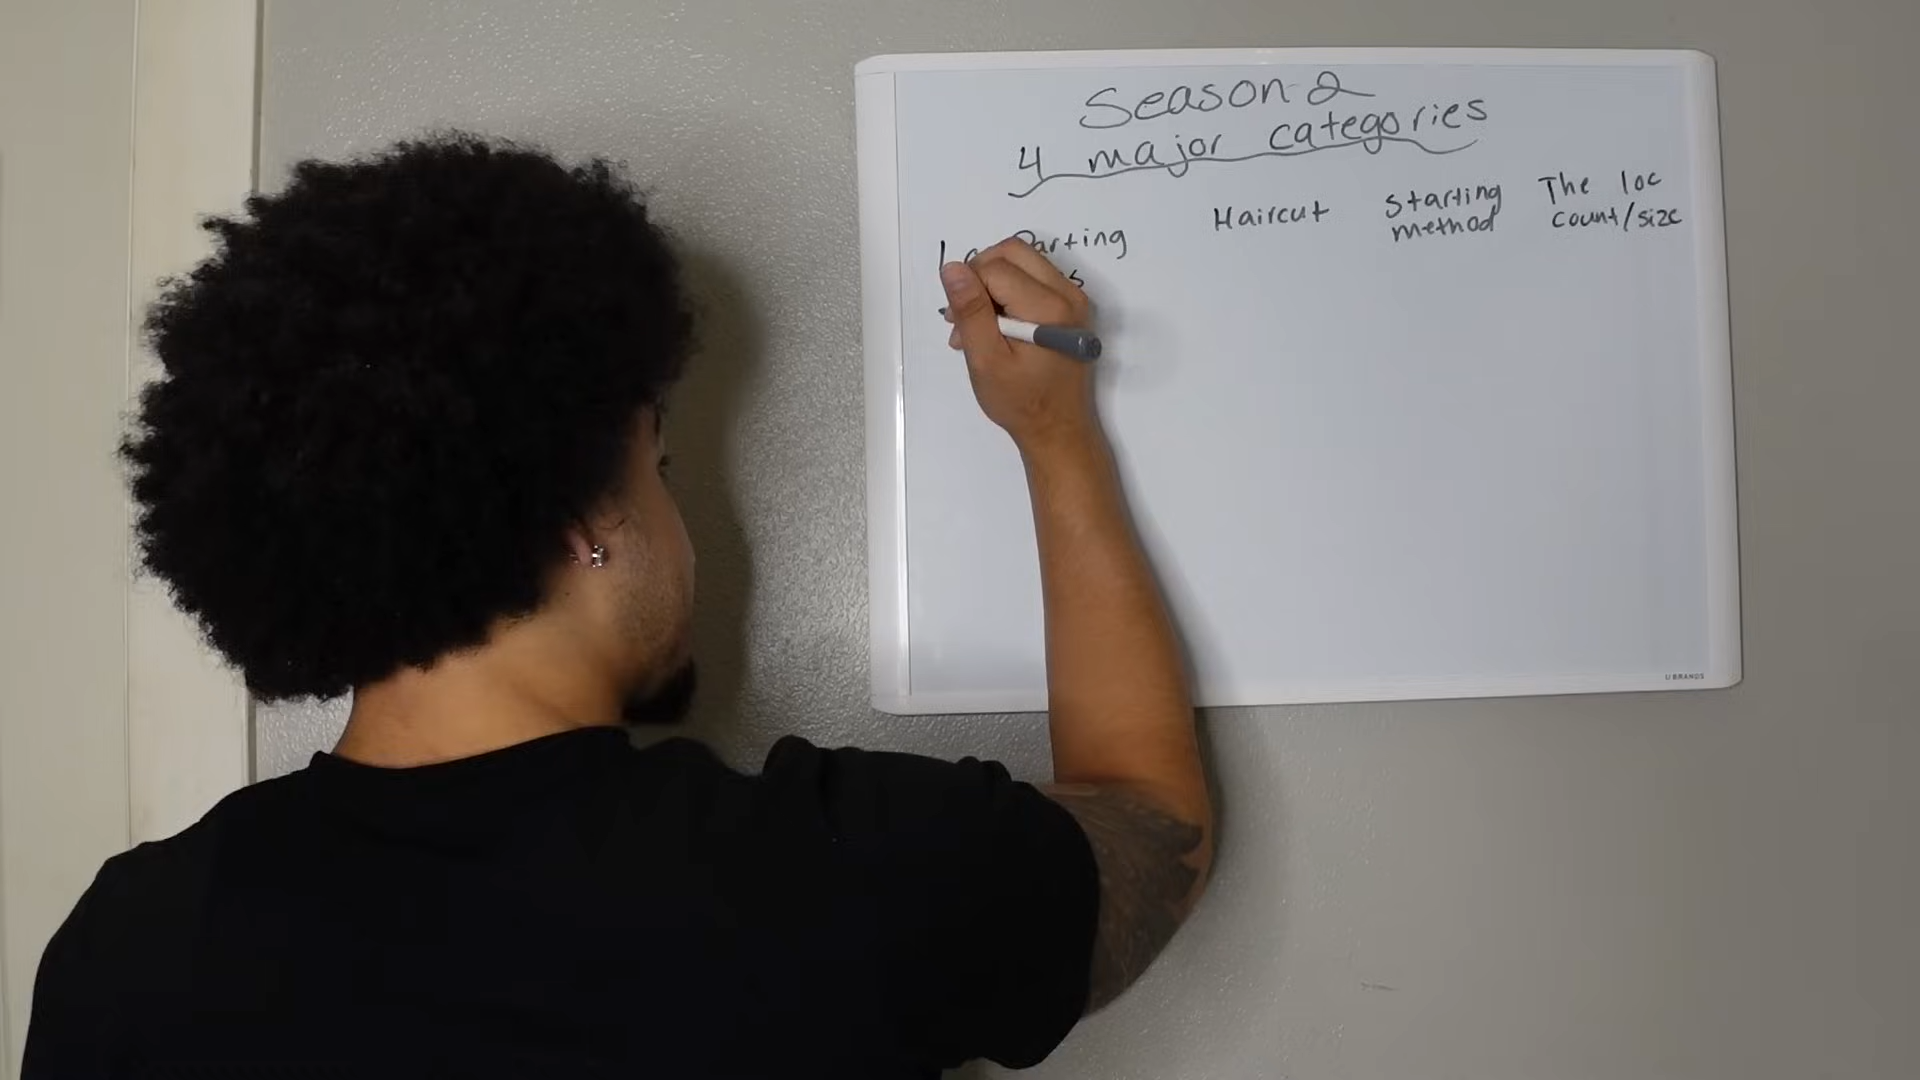 Season 2
4 major categories
Parting
Haircut
Starting
method
The loc
count/size
U BRANDS